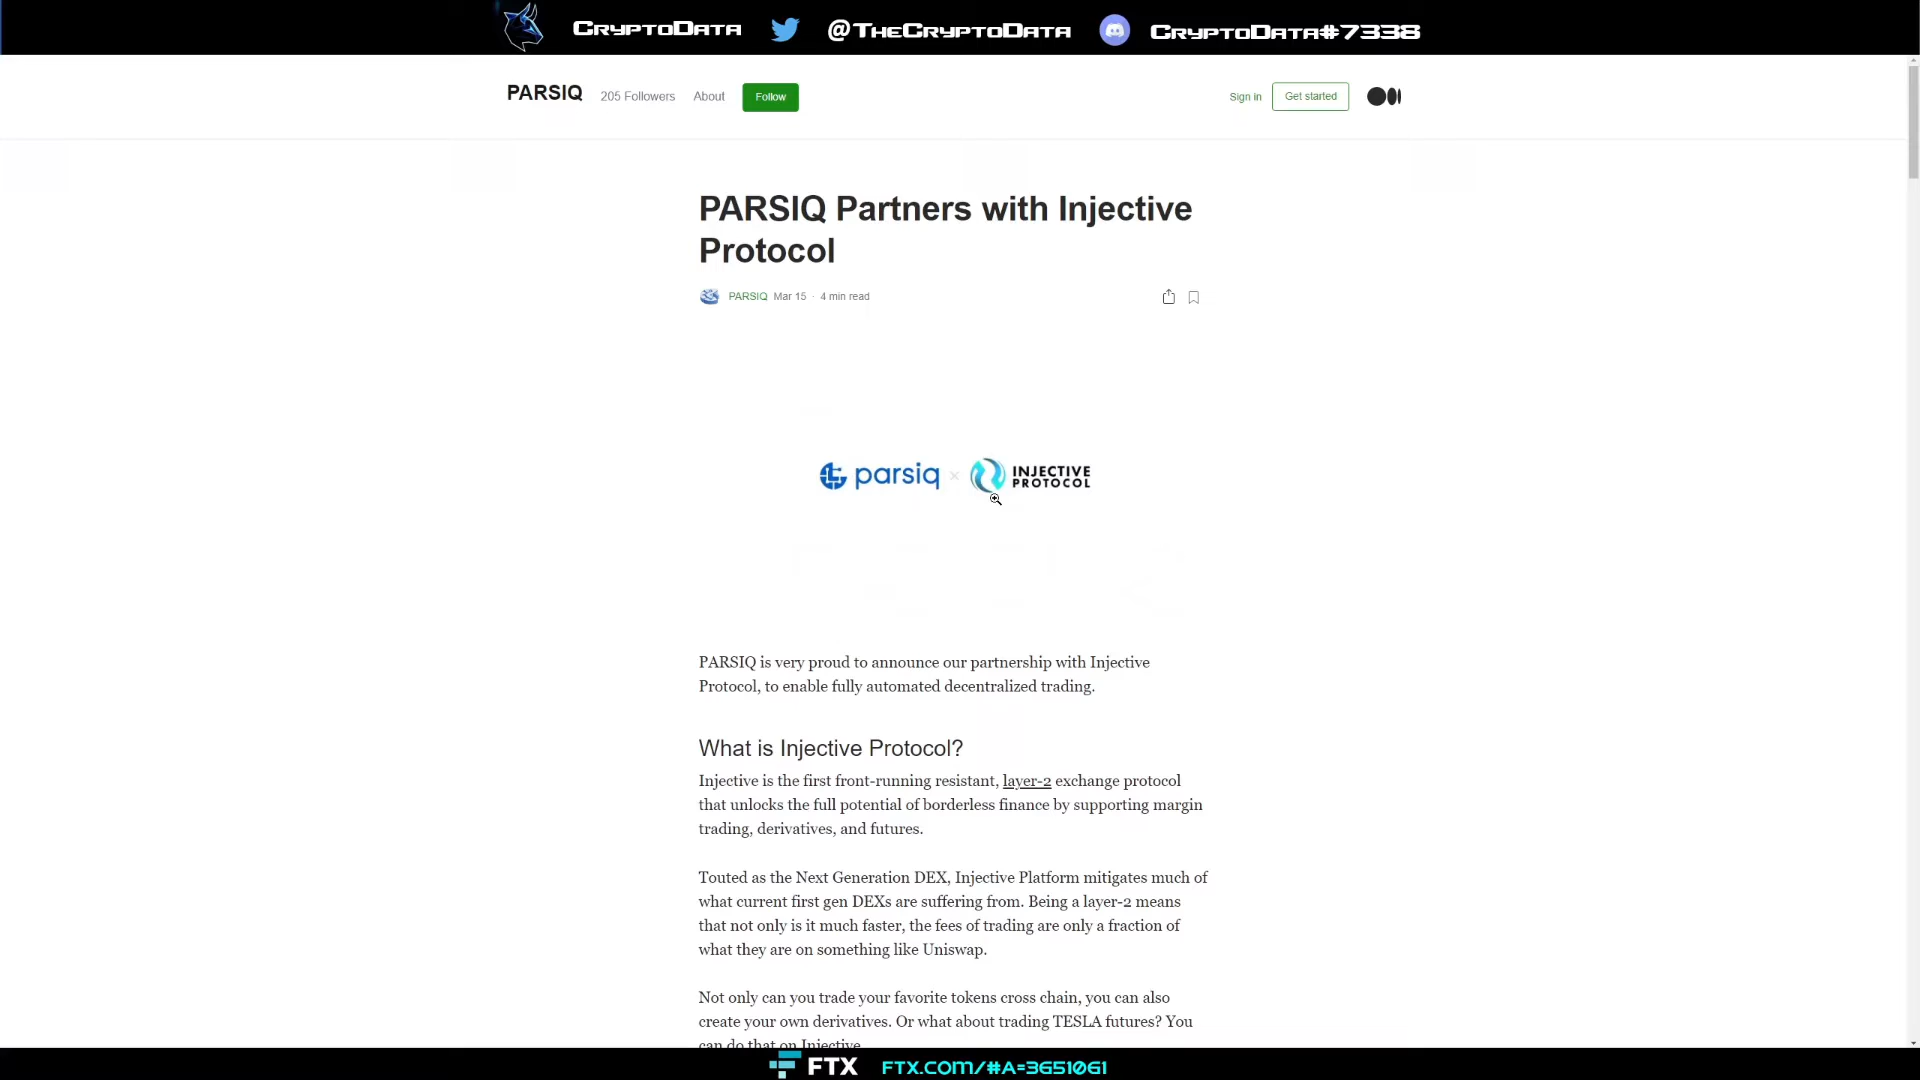 CryptoData @TheCryptoData CryptoData#7338
PARSIQ 205 Followers About Follow Sign in Get started
PARSIQ Partners with Injective
Protocol
PARSIQ Mar 15 · 4 min read
parsiq × INJECTIVE
PROTOCOL
PARSIQ is very proud to announce our partnership with Injective
Protocol, to enable fully automated decentralized trading.
What is Injective Protocol?
Injective is the first front-running resistant, layer-2 exchange protocol
that unlocks the full potential of borderless finance by supporting margin
trading, derivatives, and futures.
Touted as the Next Generation DEX, Injective Platform mitigates much of
what current first gen DEXs are suffering from. Being a layer-2 means
that not only is it much faster, the fees of trading are only a fraction of
what they are on something like Uniswap.
Not only can you trade your favorite tokens cross chain, you can also
create your own derivatives. Or what about trading TESLA futures? You
can do that on Injective
FTX FTX.COM/#A=3651061